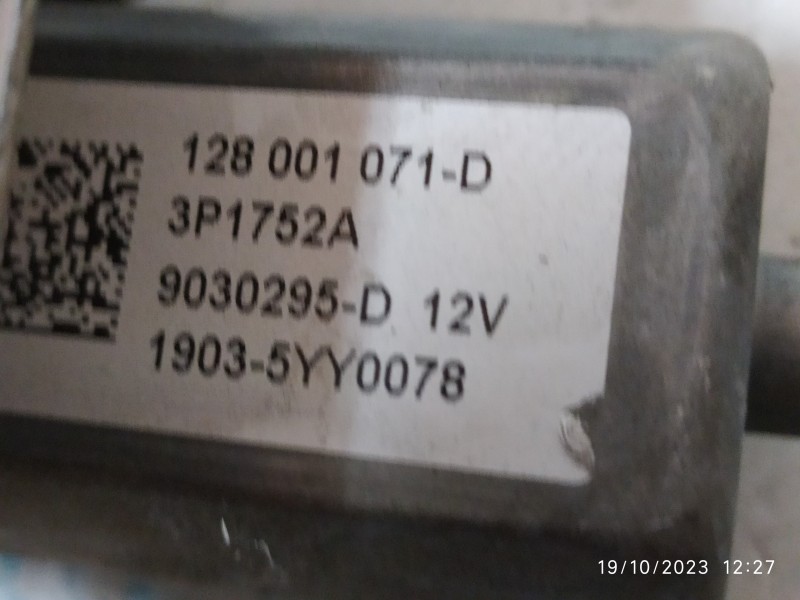 128 001 071-D
3P1752A
9030295-D 12V
1903-5YY0078
19/10/2023 12:27